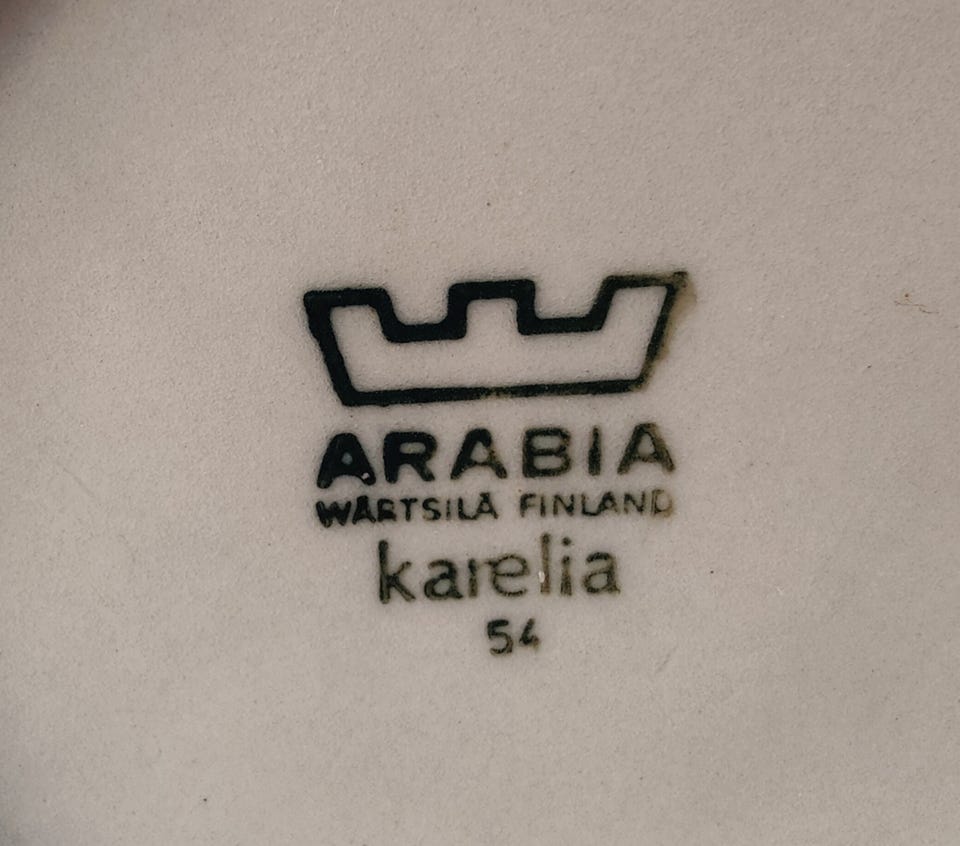 ARABIA
WÄRTSILÄ FINLAND
karelia
54